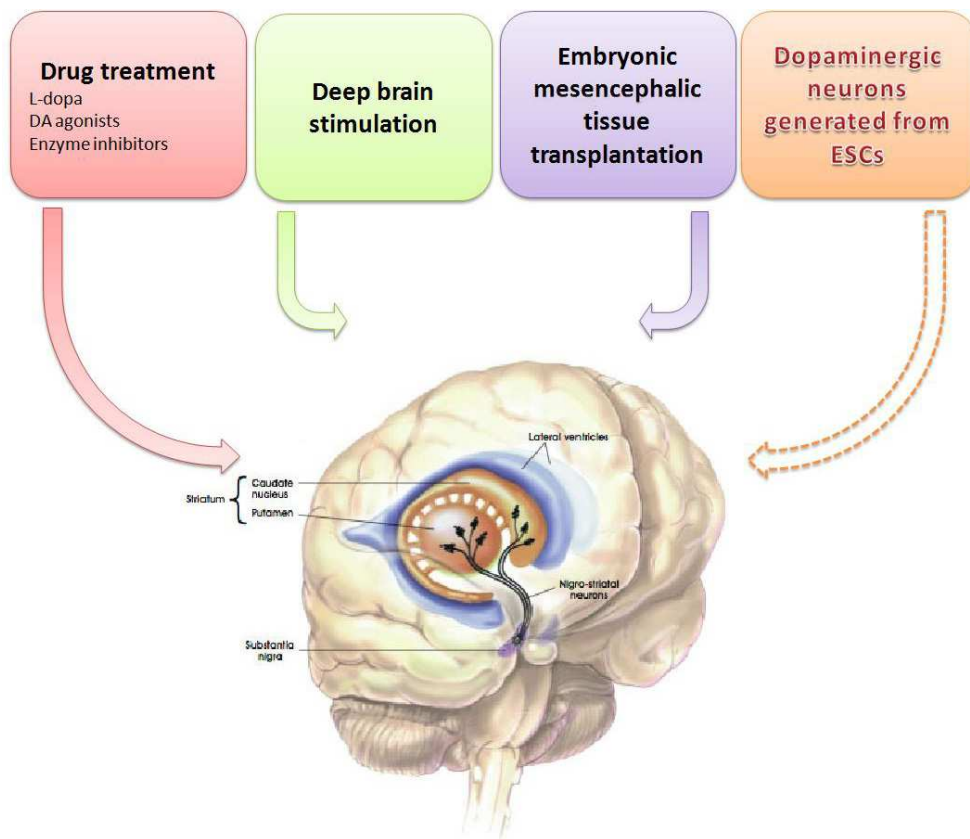 Drug treatment
L-dopa
DA agonists
Enzyme inhibitors
Deep brain
stimulation
Embryonic
mesencephalic
tissue
transplantation
Dopaminergic
neurons
generated from
ESCs
Lateral ventricles
Striatum
Caudate
nucleus
Putamen
Nigro-striatal
neurons
Substantia
nigra